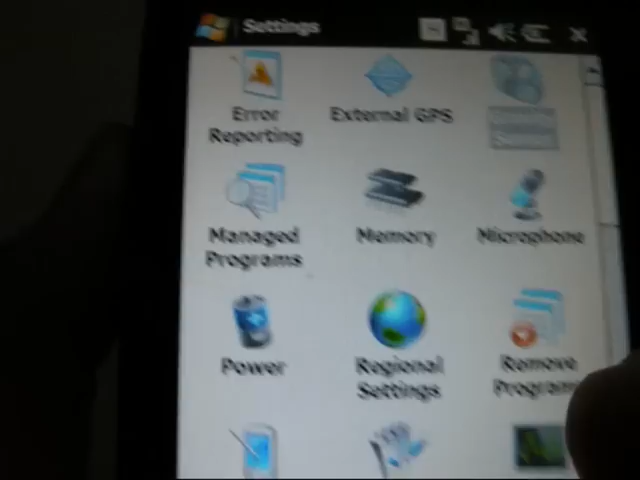 Settings
Error
Reporting
External GPS
Managed
Programs
Memory
Microphone
Power
Regional
Settings
Remove
Programs